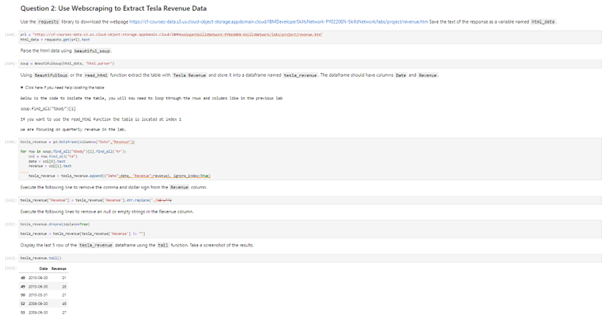 Question 2: Use Webscraping to Extract Tesla Revenue Data
Use the requests library to download the webpage https://cf-courses-data.s3.us.cloud-object-storage.appdomain.cloud/IBMDeveloperSkillsNetwork-PY0220EN-SkillsNetwork/labs/project/revenue.htm Save the text of the response as a variable named html_data.
url = "https://cf-courses-data.s3.us.cloud-object-storage.appdomain.cloud/IBMDeveloperSkillsNetwork-PY0220EN-SkillsNetwork/labs/project/revenue.htm"
html_data = requests.get(url).text
Parse the html data using beautiful_soup.
soup = BeautifulSoup(html_data, "html.parser")
Using BeautifulSoup or the read_html function extract the table with Tesla Revenue and store it into a dataframe named tesla_revenue. The dataframe should have columns Date and Revenue.
Click here if you need help locating the table
Below is the code to isolate the table, you will now need to loop through the rows and columns like in the previous lab
soup.find_all("tbody")[1]
If you want to use the read_html function the table is located at index 1
We are focusing on quarterly revenue in the lab.
tesla_revenue = pd.DataFrame(columns=["Date","Revenue"])
for row in soup.find_all("tbody")[1].find_all("tr"):
col = row.find_all("td")
date = col[0].text
revenue = col[1].text
tesla_revenue = tesla_revenue.append({"Date":date, "Revenue":revenue}, ignore_index=True)
Execute the following line to remove the comma and dollar sign from the Revenue column.
tesla_revenue["Revenue"] = tesla_revenue['Revenue'].str.replace(
Execute the following lines to remove an null or empty strings in the Revenue column.
tesla_revenue.dropna(inplace=True)
tesla_revenue = tesla_revenue[tesla_revenue['Revenue'] != ""]
Display the last 5 row of the tesla_revenue dataframe using the tail function. Take a screenshot of the results.
tesla_revenue.tail()
Date Revenue
48 2010-09-30 31
49 2010-06-30 28
50 2010-03-31 21
52 2009-09-30 46
53 2009-06-30 27